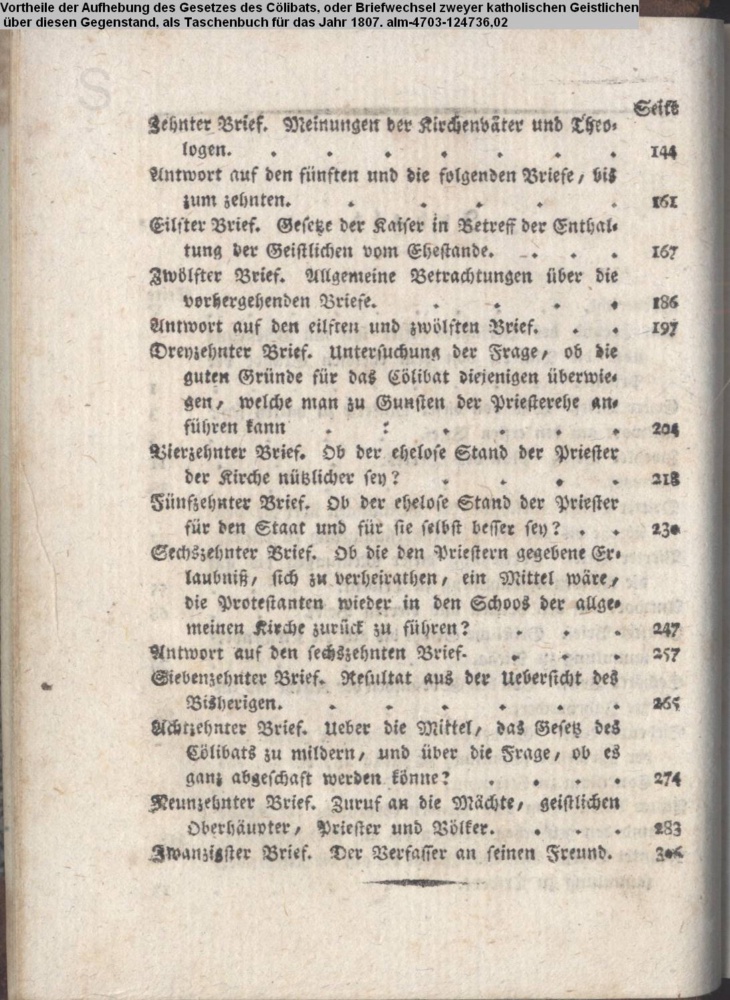 Vortheile der Aufhebung des Gesetzes des Cölibats, oder Briefwechsel zweyer katholischen Geistlichen
über diesen Gegenstand, als Taschenbuch für das Jahr 1807. alm-4703-124736,02
Seite
Zehnter Brief. Meinungen der Kirchenväter und Theo-
logen. . . . . . . . 144
Antwort auf den fünften und die folgenden Briefe, bis
zum zehnten. . . . . . 161
Eilfter Brief. Gesetze der Kaiser in Betreff der Enthal-
tung der Geistlichen vom Ehestande. . . . 167
Zwölfter Brief. Allgemeine Betrachtungen über die
vorhergehenden Briefe. . . . . 186
Antwort auf den eilften und zwölften Brief. . . 197
Dreyzehnter Brief. Untersuchung der Frage, ob die
guten Gründe für das Cölibat diejenigen überwie-
gen, welche man zu Gunsten der Priesterehe an-
führen kann . : . . . . 204
Vierzehnter Brief. Ob der ehelose Stand der Priester
der Kirche nützlicher sey? . . . . 218
Fünfzehnter Brief. Ob der ehelose Stand der Priester
für den Staat und für sie selbst besser sey? . . 230
Sechszehnter Brief. Ob die den Priestern gegebene Er-
laubniß, sich zu verheirathen, ein Mittel wäre,
die Protestanten wieder in den Schoos der allge-
meinen Kirche zurück zu führen? . . . 247
Antwort auf den sechszehnten Brief. . . . 257
Siebenzehnter Brief. Resultat aus der Uebersicht des
Bisherigen. . . . . . . 265
Achtzehnter Brief. Ueber die Mittel, das Gesetz des
Cölibats zu mildern, und über die Frage, ob es
ganz abgeschaft werden könne? . . . . 274
Neunzehnter Brief. Zuruf an die Mächte, geistlichen
Oberhäupter, Priester und Völker. . . . 283
Zwanzigster Brief. Der Verfasser an seinen Freund. 306